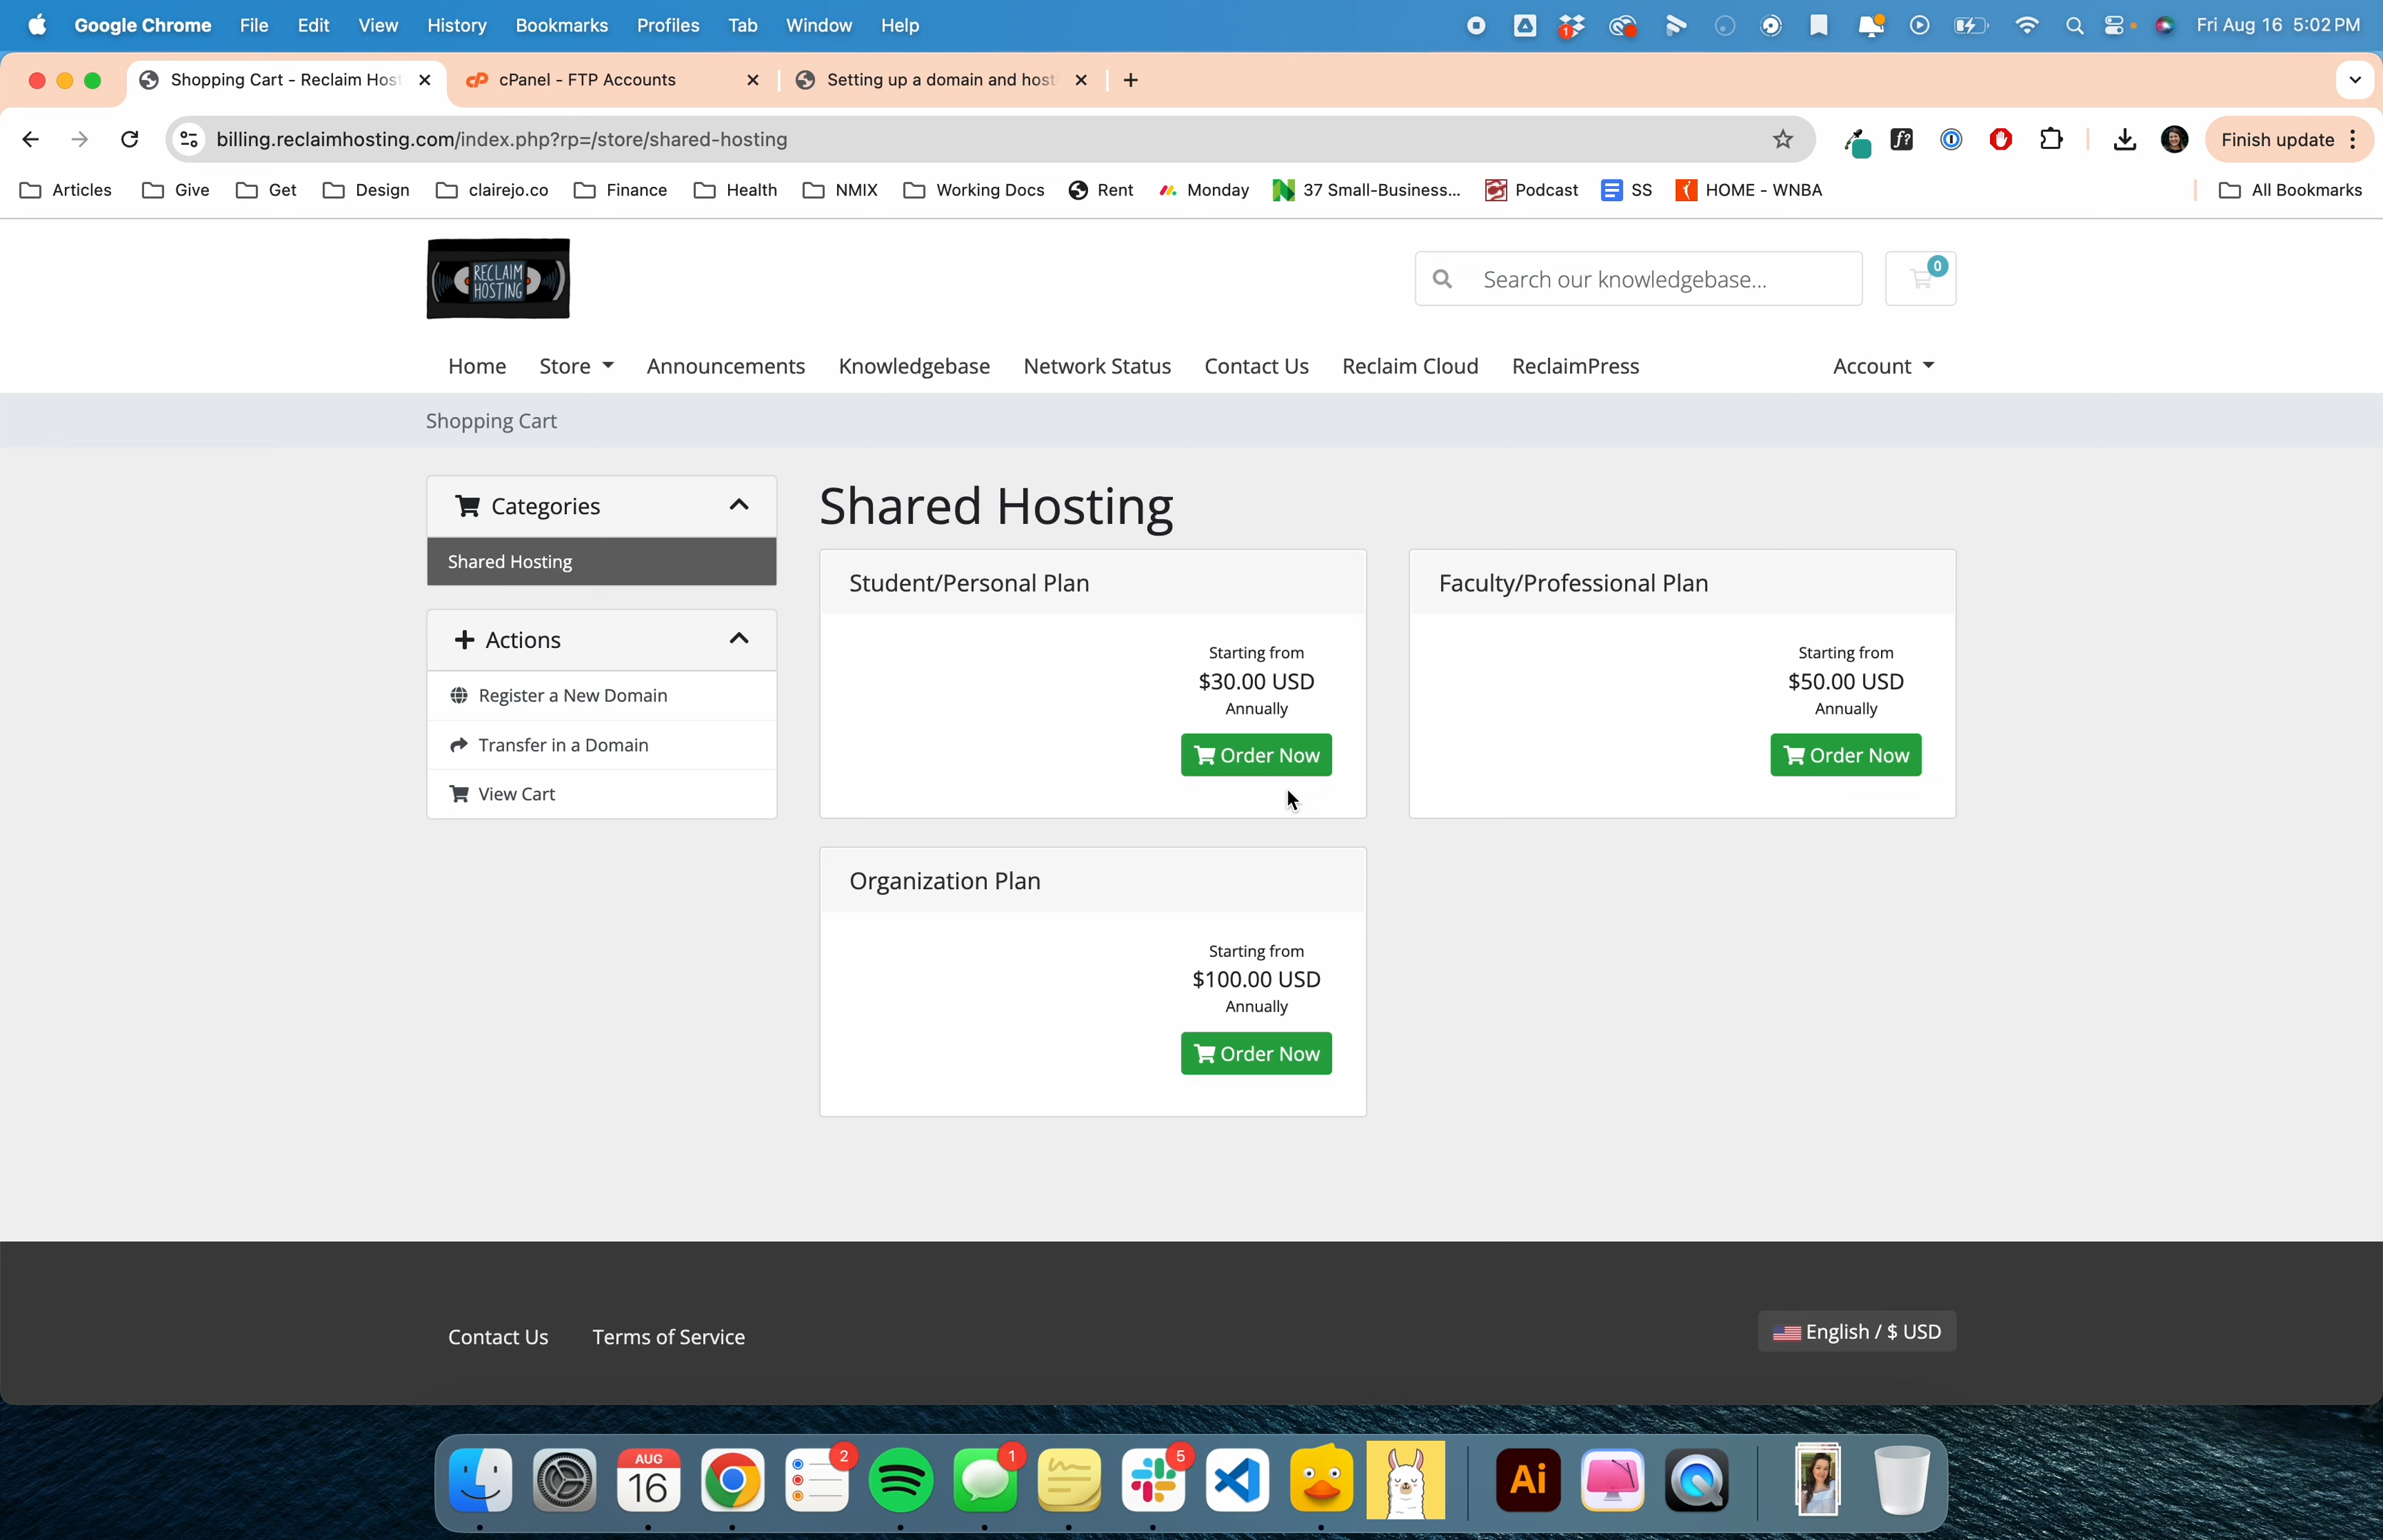 Google Chrome File Edit View History Bookmarks Profiles Tab Window Help 1 Fri Aug 16 5:02 PM
Shopping Cart - Reclaim Host cPanel - FTP Accounts Setting up a domain and hosti
billing.reclaimhosting.com/index.php?rp=/store/shared-hosting f? Finish update
Articles Give Get Design clairejo.co Finance Health NMIX Working Docs Rent Monday 37 Small-Business... Podcast SS HOME - WNBA All Bookmarks
RECLAIM
HOSTING
Search our knowledgebase... 0
Home Store Announcements Knowledgebase Network Status Contact Us Reclaim Cloud ReclaimPress Account
Shopping Cart
Categories
Shared Hosting
Actions
Register a New Domain
Transfer in a Domain
View Cart
Shared Hosting
Student/Personal Plan
Starting from
$30.00 USD
Annually
Order Now
Faculty/Professional Plan
Starting from
$50.00 USD
Annually
Order Now
Organization Plan
Starting from
$100.00 USD
Annually
Order Now
Contact Us Terms of Service English / $ USD
AUG
16
2
1
5
Ai